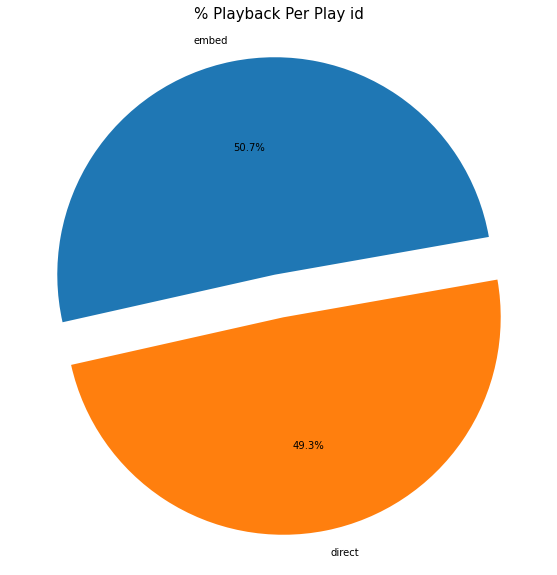 % Playback Per Play id
embed
50.7%
49.3%
direct